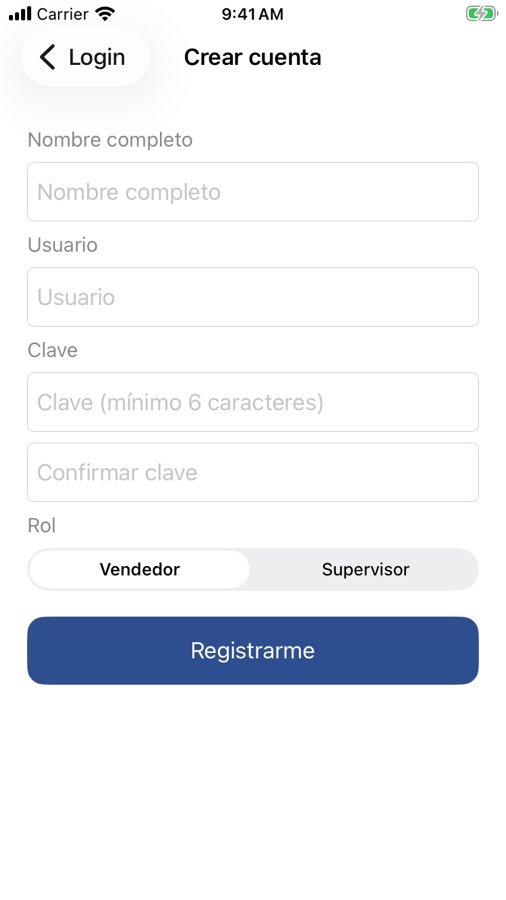 Carrier 9:41 AM
Login Crear cuenta
Nombre completo
Nombre completo
Usuario
Usuario
Clave
Clave (mínimo 6 caracteres)
Confirmar clave
Rol
Vendedor Supervisor
Registrarme